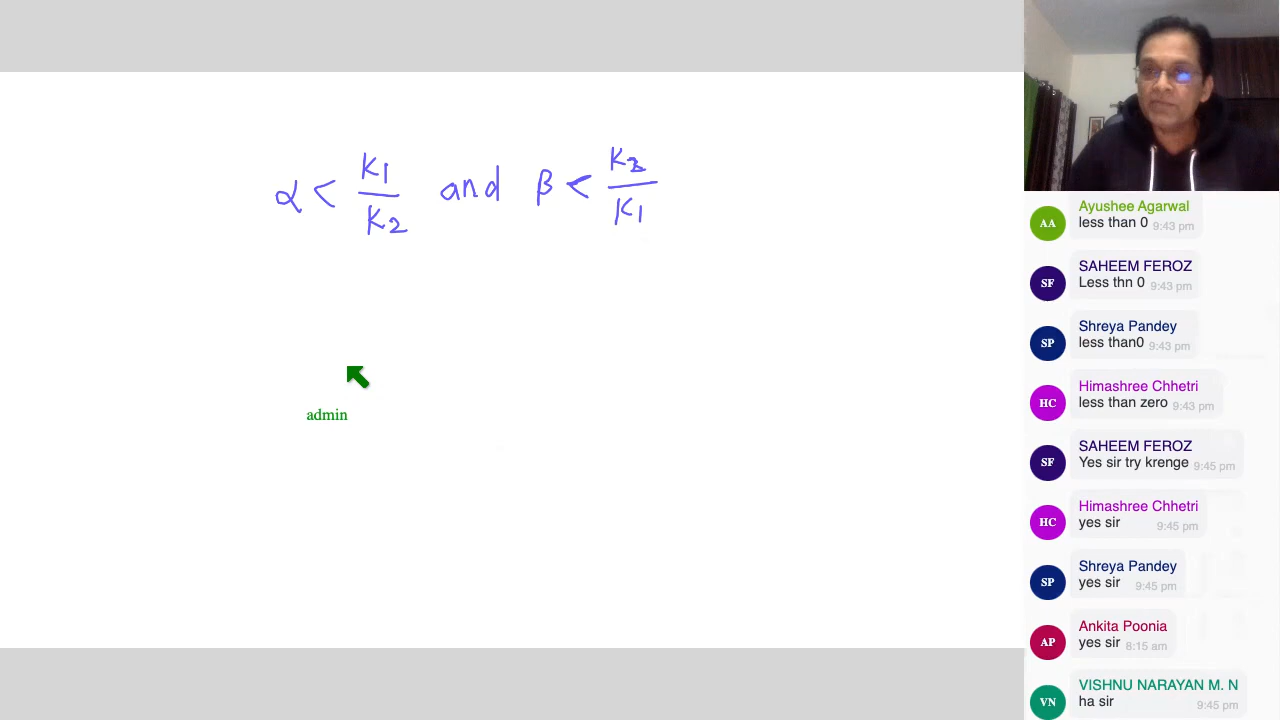 α < K1/K2 and β < K2/K1
admin
AA
Ayushee Agarwal
less than 0 9:43 pm
SF
SAHEEM FEROZ
Less thn 0 9:43 pm
SP
Shreya Pandey
less than0 9:43 pm
HC
Himashree Chhetri
less than zero 9:43 pm
SF
SAHEEM FEROZ
Yes sir try krenge 9:45 pm
HC
Himashree Chhetri
yes sir 9:45 pm
SP
Shreya Pandey
yes sir 9:45 pm
AP
Ankita Poonia
yes sir 8:15 am
VN
VISHNU NARAYAN M. N
ha sir 9:45 pm